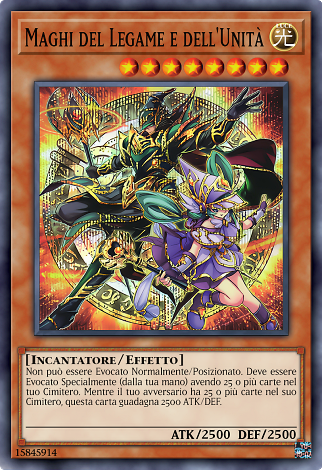 Maghi del Legame e dell'Unità
光
[Incantatore/Effetto]
Non può essere Evocato Normalmente/Posizionato. Deve essere
Evocato Specialmente (dalla tua mano) avendo 25 o più carte nel
tuo Cimitero. Mentre il tuo avversario ha 25 o più carte nel suo
Cimitero, questa carta guadagna 2500 ATK/DEF.
ATK/2500 DEF/2500
15845914